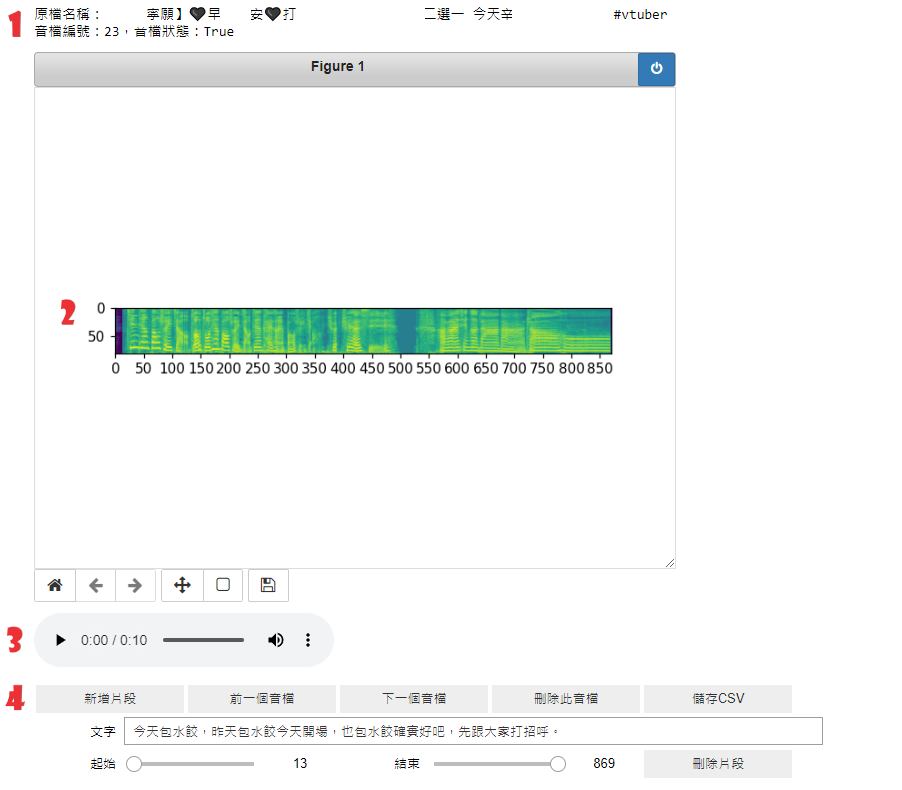 1
原檔名稱： 寧願】🖤早 安🖤打 二選一 今天辛 #vtuber
音檔編號：23，音檔狀態：True
Figure 1
2
0
50
0 50 100 150 200 250 300 350 400 450 500 550 600 650 700 750 800 850
3
0:00 / 0:10
4
新增片段 前一個音檔 下一個音檔 刪除此音檔 儲存CSV
文字 今天包水餃，昨天包水餃今天開場，也包水餃確實好吧，先跟大家打招呼。
起始 13 結束 869 刪除片段